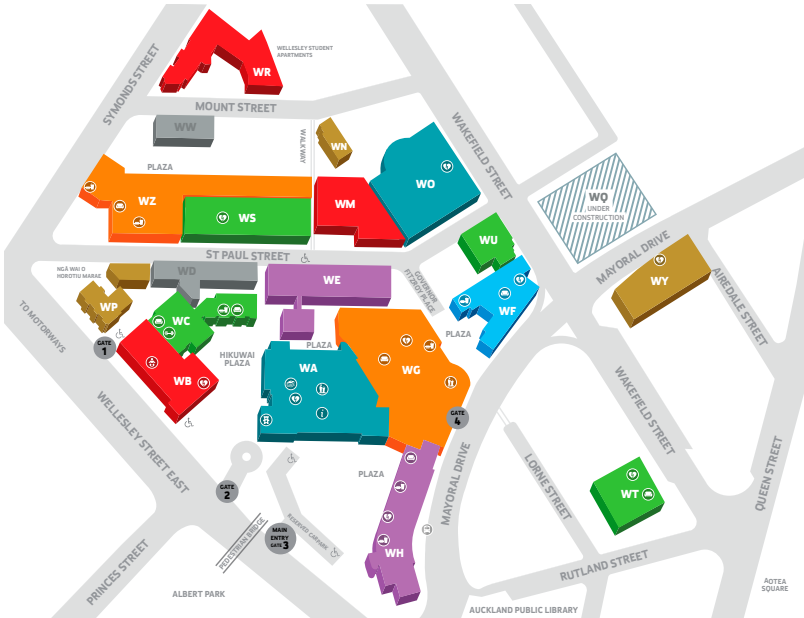 WELLESLEY STUDENT
APARTMENTS
WR
SYMONDS STREET
MOUNT STREET
WW
WALKWAY
WN
WAKEFIELD STREET
PLAZA
WO
WZ
WS
WM
WQ
UNDER
CONSTRUCTION
WU
ST PAUL STREET
MAYORAL DRIVE
NGĀ WAI O
HOROTIU MARAE
WD
WE
GOVERNOR
FITZROY PLACE
WY
AIREDALE STREET
WP
WC
WF
TO MOTORWAYS
GATE
1
PLAZA
PLAZA
HIKUWAI
PLAZA
WA
WG
WB
WAKEFIELD STREET
WELLESLEY STREET EAST
GATE
4
QUEEN STREET
GATE
2
PLAZA
MAYORAL DRIVE
LORNE STREET
WT
PEDESTRIAN BRIDGE
MAIN
ENTRY
GATE 3
RESERVED CARPARK
WH
PRINCES STREET
RUTLAND STREET
ALBERT PARK
AUCKLAND PUBLIC LIBRARY
AOTEA
SQUARE